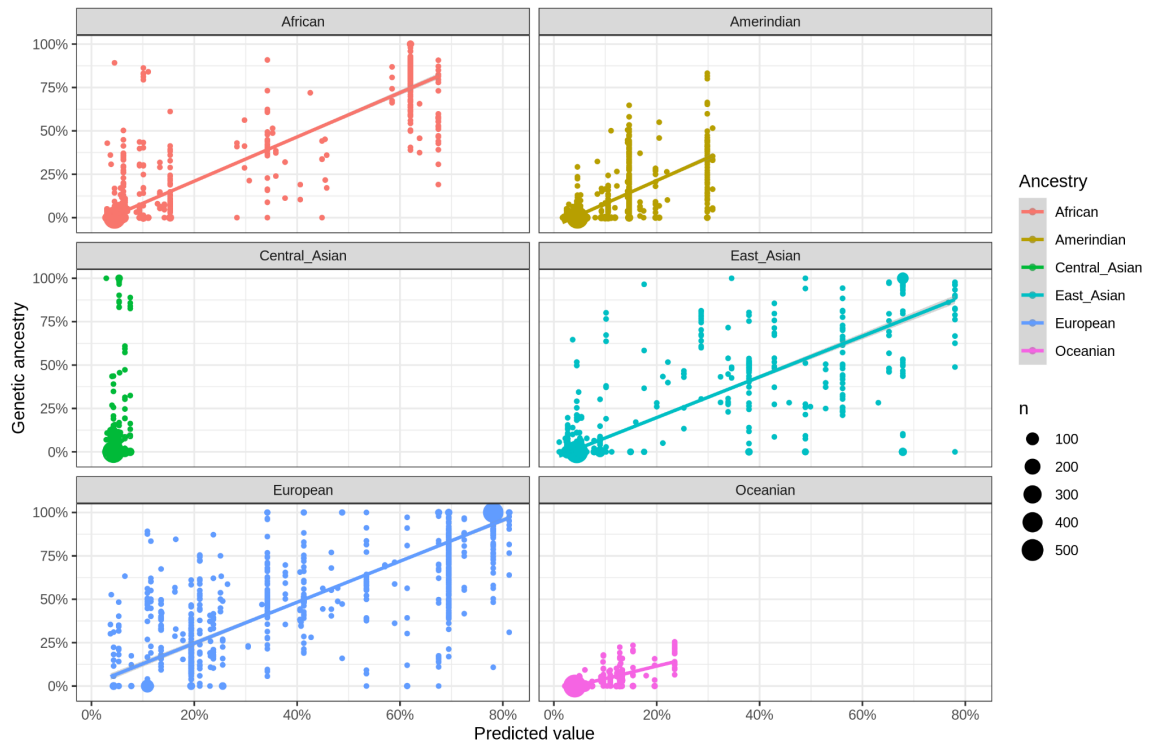 African
Amerindian
100%
75%
50%
25%
0%
Central_Asian
East_Asian
100%
75%
50%
25%
0%
European
Oceanian
100%
75%
50%
25%
0%
0%
20%
40%
60%
80%
0%
20%
40%
60%
80%
Predicted value
Genetic ancestry
Ancestry
African
Amerindian
Central_Asian
East_Asian
European
Oceanian
n
100
200
300
400
500